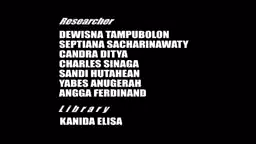 Researcher
DEWISNA TAMPUBOLON
SEPTIANA SACHARINAWATY
CANDRA DITYA
CHARLES SINAGA
SANDI HUTAHEAN
YABES ANUGERAH
ANGGA FERDINAND
Library
KANIDA ELISA